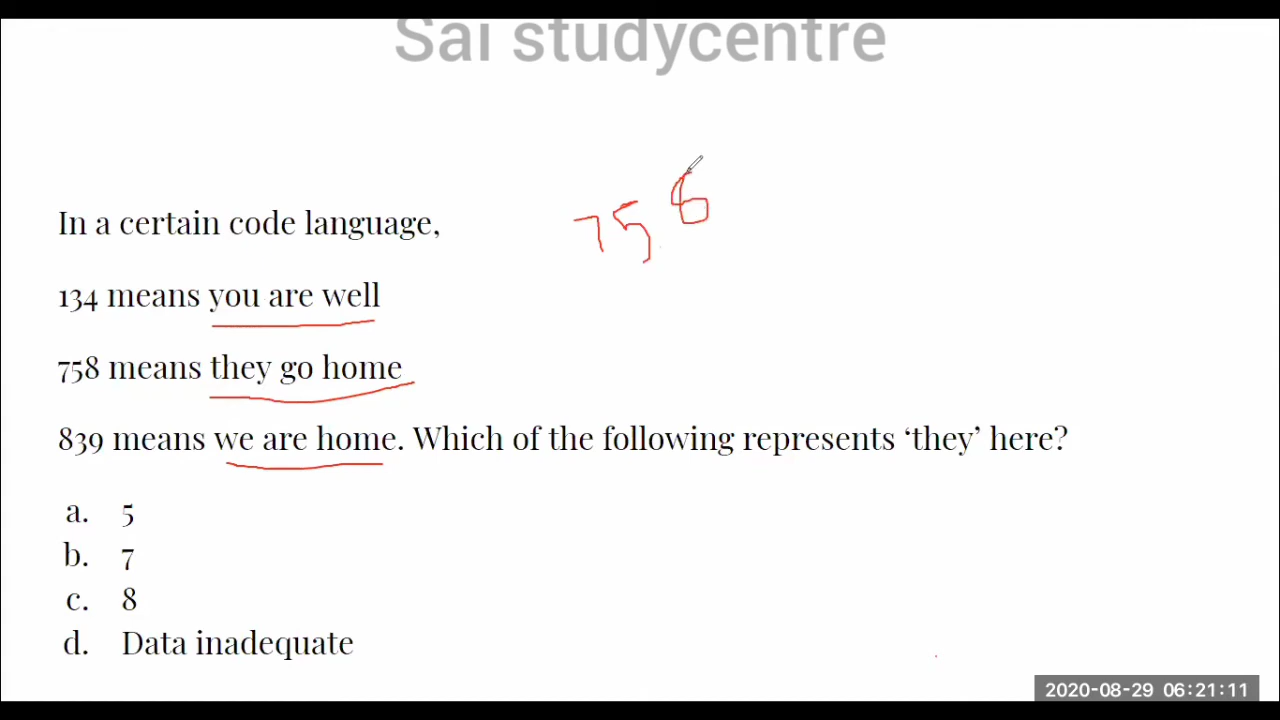 Sai studycentre
758
In a certain code language,
134 means you are well
758 means they go home
839 means we are home. Which of the following represents ‘they’ here?
a. 5
b. 7
c. 8
d. Data inadequate
2020-08-29 06:21:11